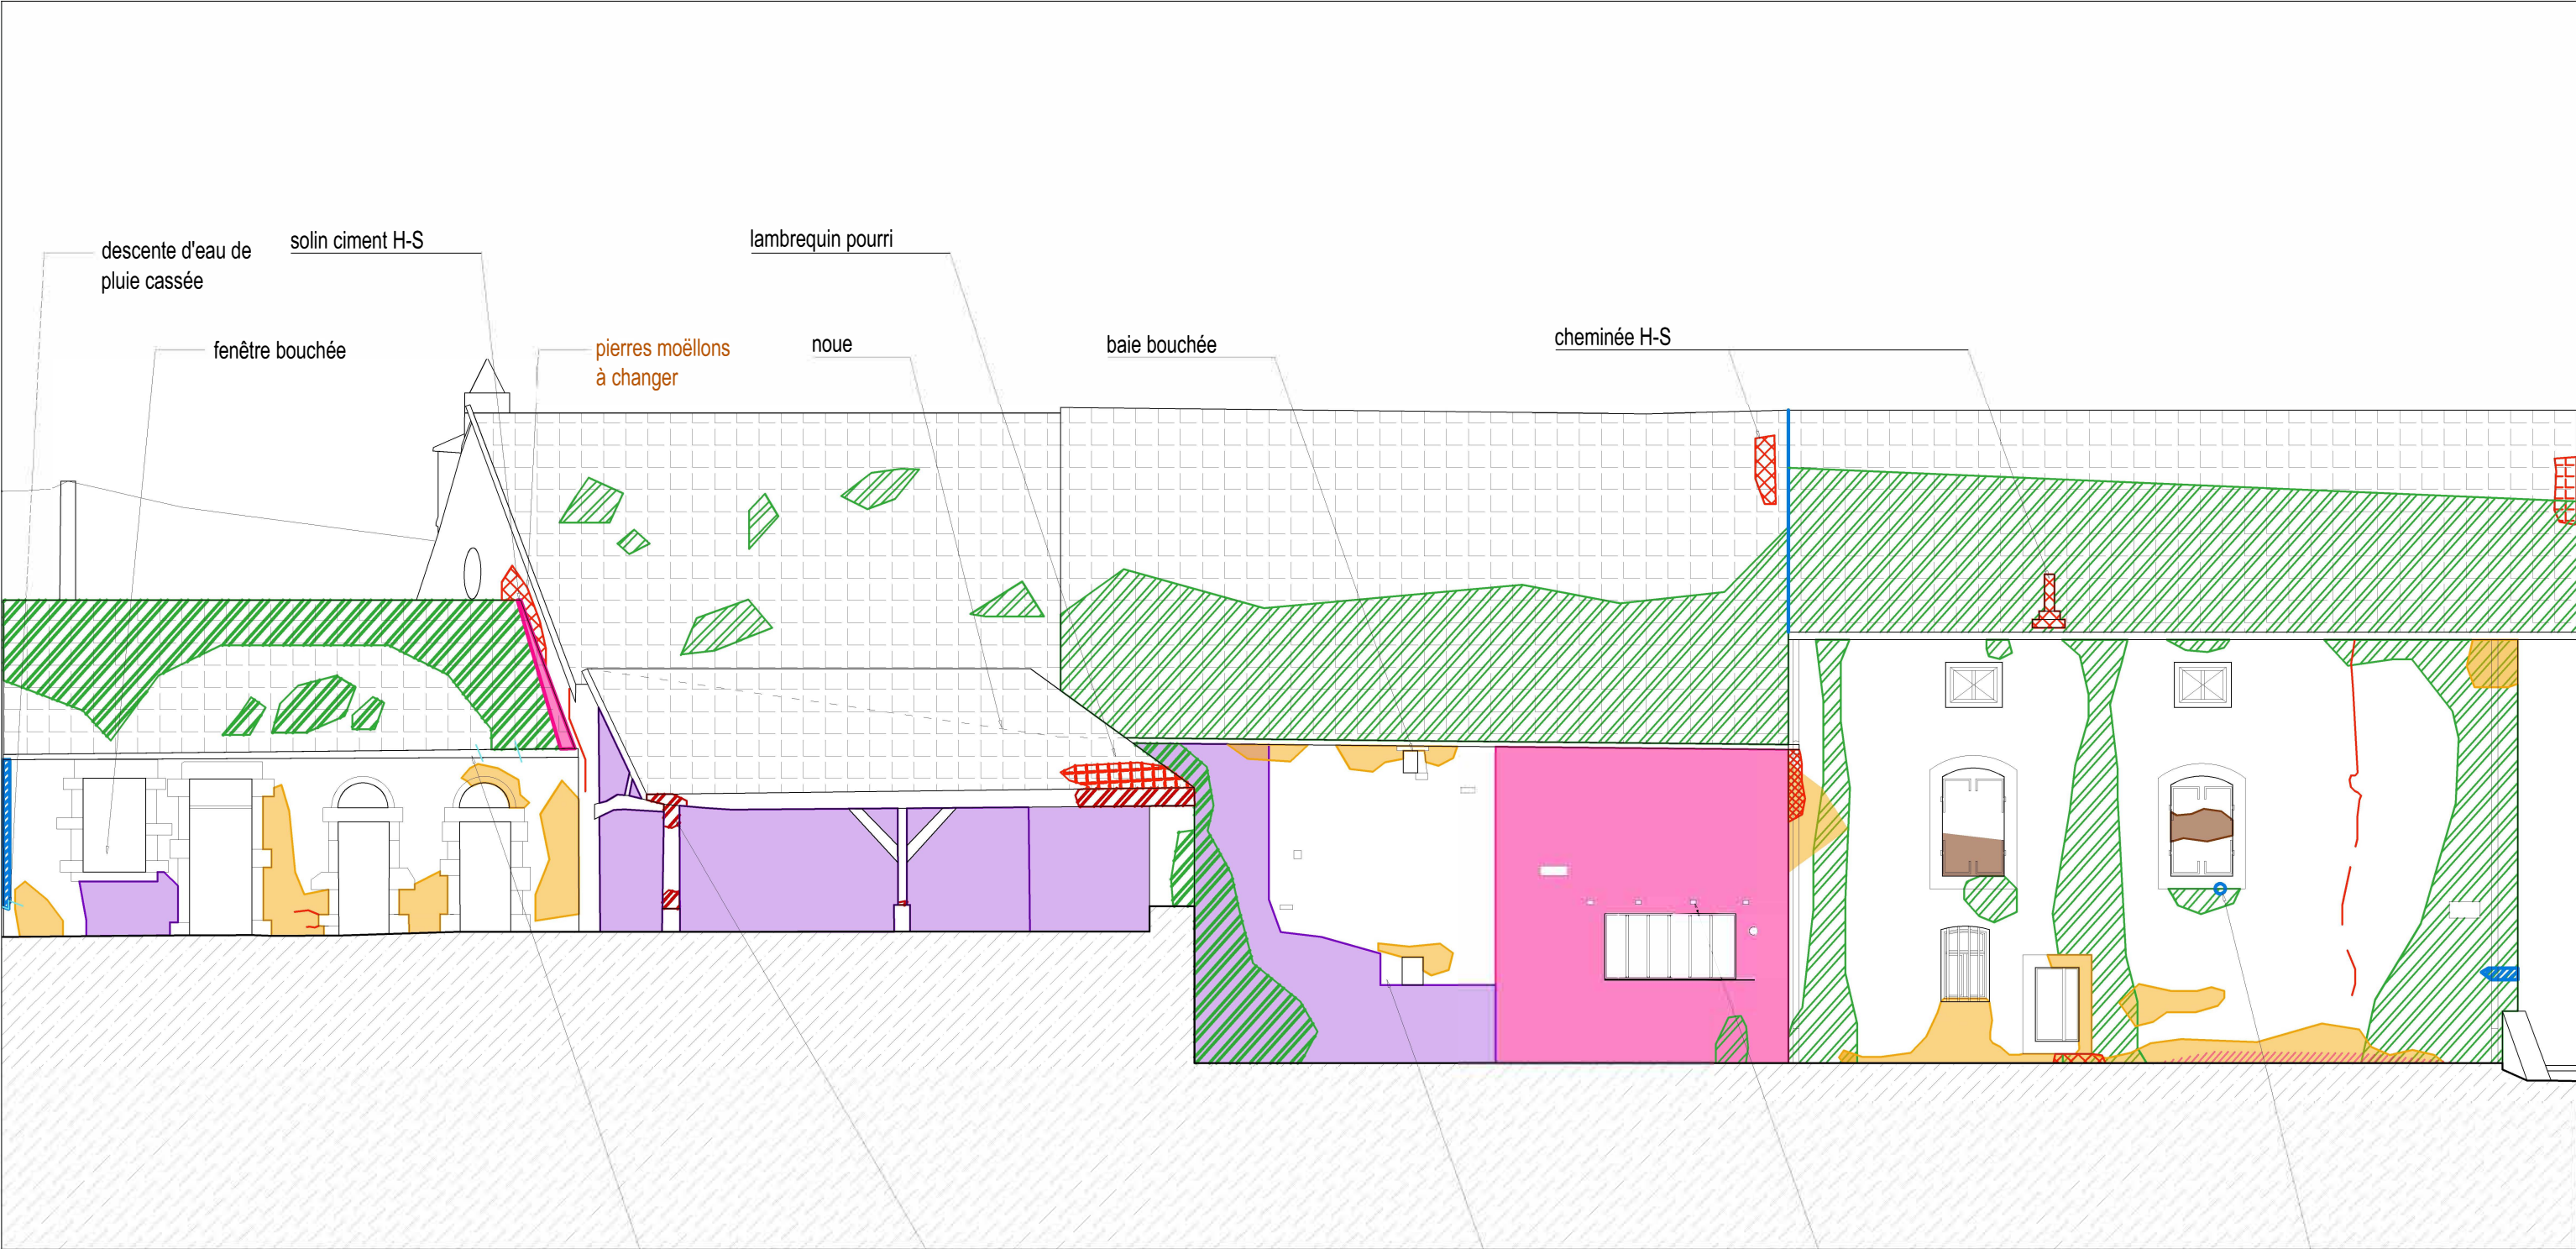 descente d'eau de
pluie cassée
solin ciment H-S
lambrequin pourri
fenêtre bouchée
pierres moëllons
à changer
noue
baie bouchée
cheminée H-S